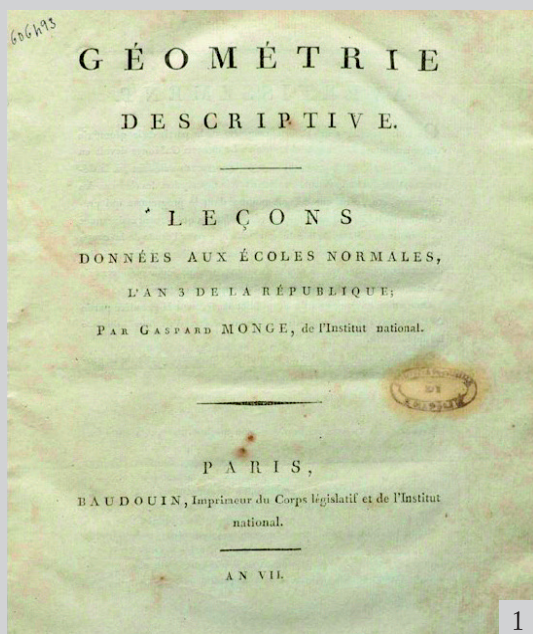 GÉOMÉTRIE
DESCRIPTIVE.
LEÇONS
DONNÉES AUX ÉCOLES NORMALES,
L'AN 3 DE LA RÉPUBLIQUE;
PAR GASPARD MONGE, de l'Institut national.
PARIS,
BAUDOUIN, Imprimeur du Corps législatif et de l'Institut
national.
AN VII.
1